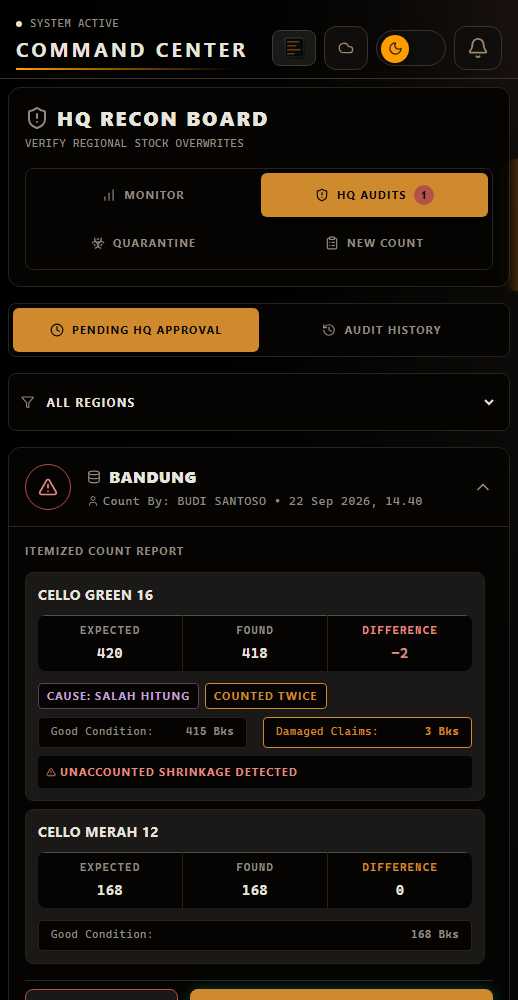 SYSTEM ACTIVE
COMMAND CENTER
HQ RECON BOARD
VERIFY REGIONAL STOCK OVERWRITES
MONITOR
HQ AUDITS 1
QUARANTINE
NEW COUNT
PENDING HQ APPROVAL
AUDIT HISTORY
ALL REGIONS
BANDUNG
Count By: BUDI SANTOSO • 22 Sep 2026, 14.40
ITEMIZED COUNT REPORT
CELLO GREEN 16
EXPECTED FOUND DIFFERENCE
420 418 −2
CAUSE: SALAH HITUNG COUNTED TWICE
Good Condition: 415 Bks Damaged Claims: 3 Bks
UNACCOUNTED SHRINKAGE DETECTED
CELLO MERAH 12
EXPECTED FOUND DIFFERENCE
168 168 0
Good Condition: 168 Bks